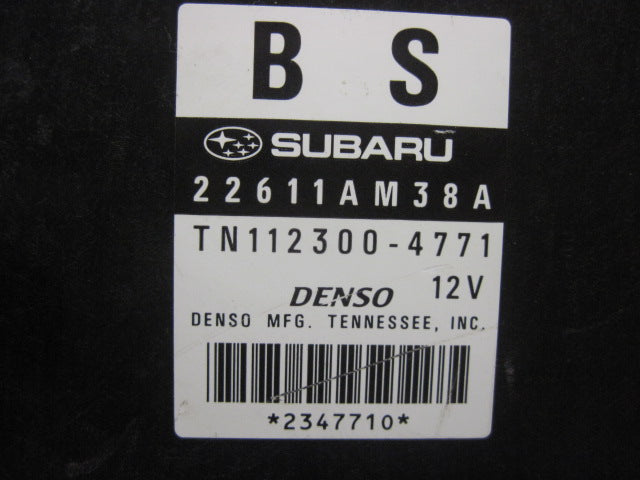 B S
SUBARU
22611AM38A
TN112300-4771
DENSO 12V
DENSO MFG. TENNESSEE, INC.
*2347710*